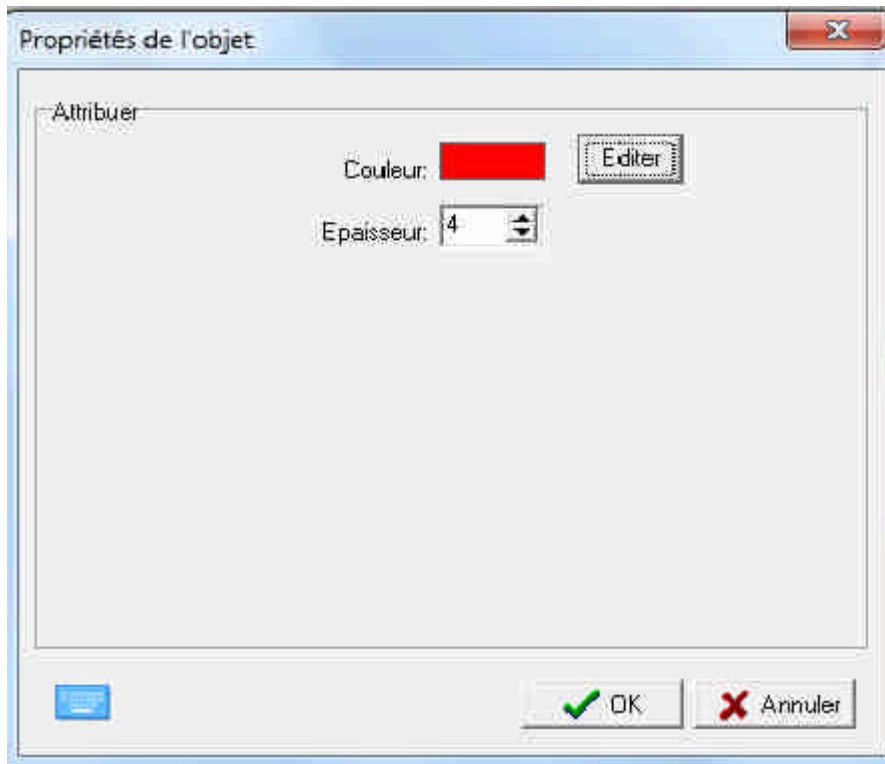 Propriétés de l'objet
Attribuer
Couleur: Editer
Epaisseur: 4
OK Annuler